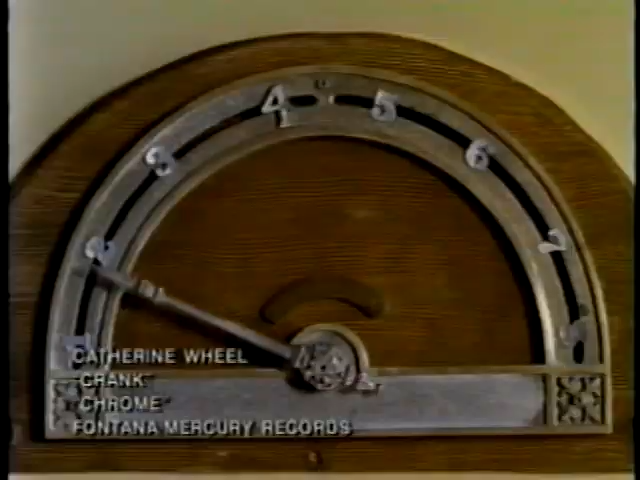 4 5
3 6
2 7
CATHERINE WHEEL
"CRANK"
"CHROME"
FONTANA/MERCURY RECORDS